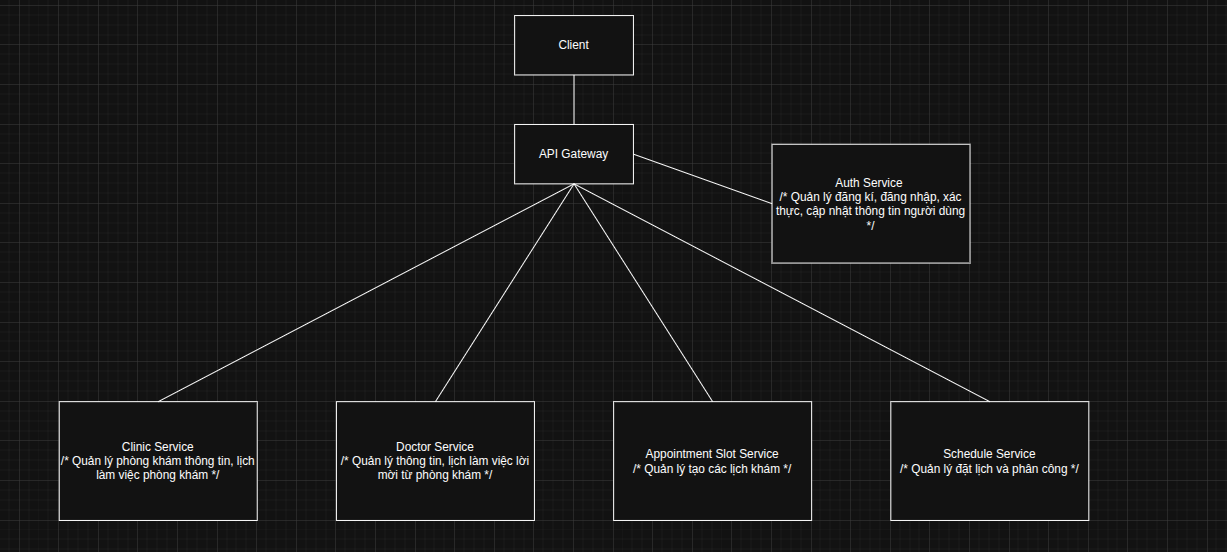 Client
API Gateway
Auth Service
/* Quản lý đăng kí, đăng nhập, xác
thực, cập nhật thông tin người dùng
*/
Clinic Service
/* Quản lý phòng khám thông tin, lịch
làm việc phòng khám */
Doctor Service
/* Quản lý thông tin, lịch làm việc lời
mời từ phòng khám */
Appointment Slot Service
/* Quản lý tạo các lịch khám */
Schedule Service
/* Quản lý đặt lịch và phân công */